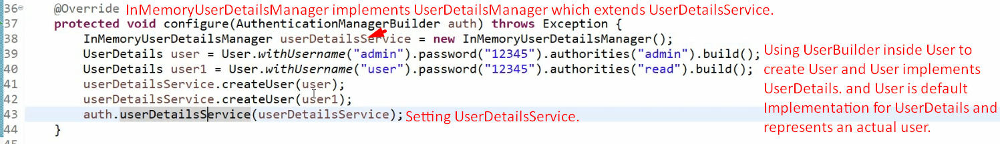 36 @Override InMemoryUserDetailsManager implements UserDetailsManager which extends UserDetailsService.
37 protected void configure(AuthenticationManagerBuilder auth) throws Exception {
38 InMemoryUserDetailsManager userDetailsService = new InMemoryUserDetailsManager();
39 UserDetails user = User.withUsername("admin").password("12345").authorities("admin").build();
40 UserDetails user1 = User.withUsername("user").password("12345").authorities("read").build();
41 userDetailsService.createUser(user);
42 userDetailsService.createUser(user1);
43 auth.userDetailsService(userDetailsService); Setting UserDetailsService.
44 }
Using UserBuilder inside User to
create User and User implements
UserDetails. and User is default
Implementation for UserDetails and
represents an actual user.